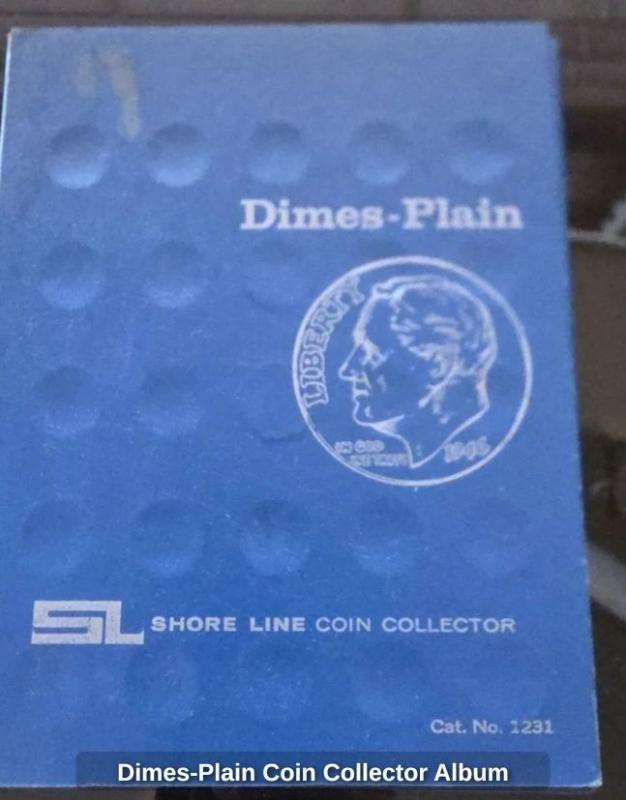 Dimes-Plain
LIBERTY
IN GOD
WE TRUST
1946
SL SHORE LINE COIN COLLECTOR
Cat. No. 1231
Dimes-Plain Coin Collector Album